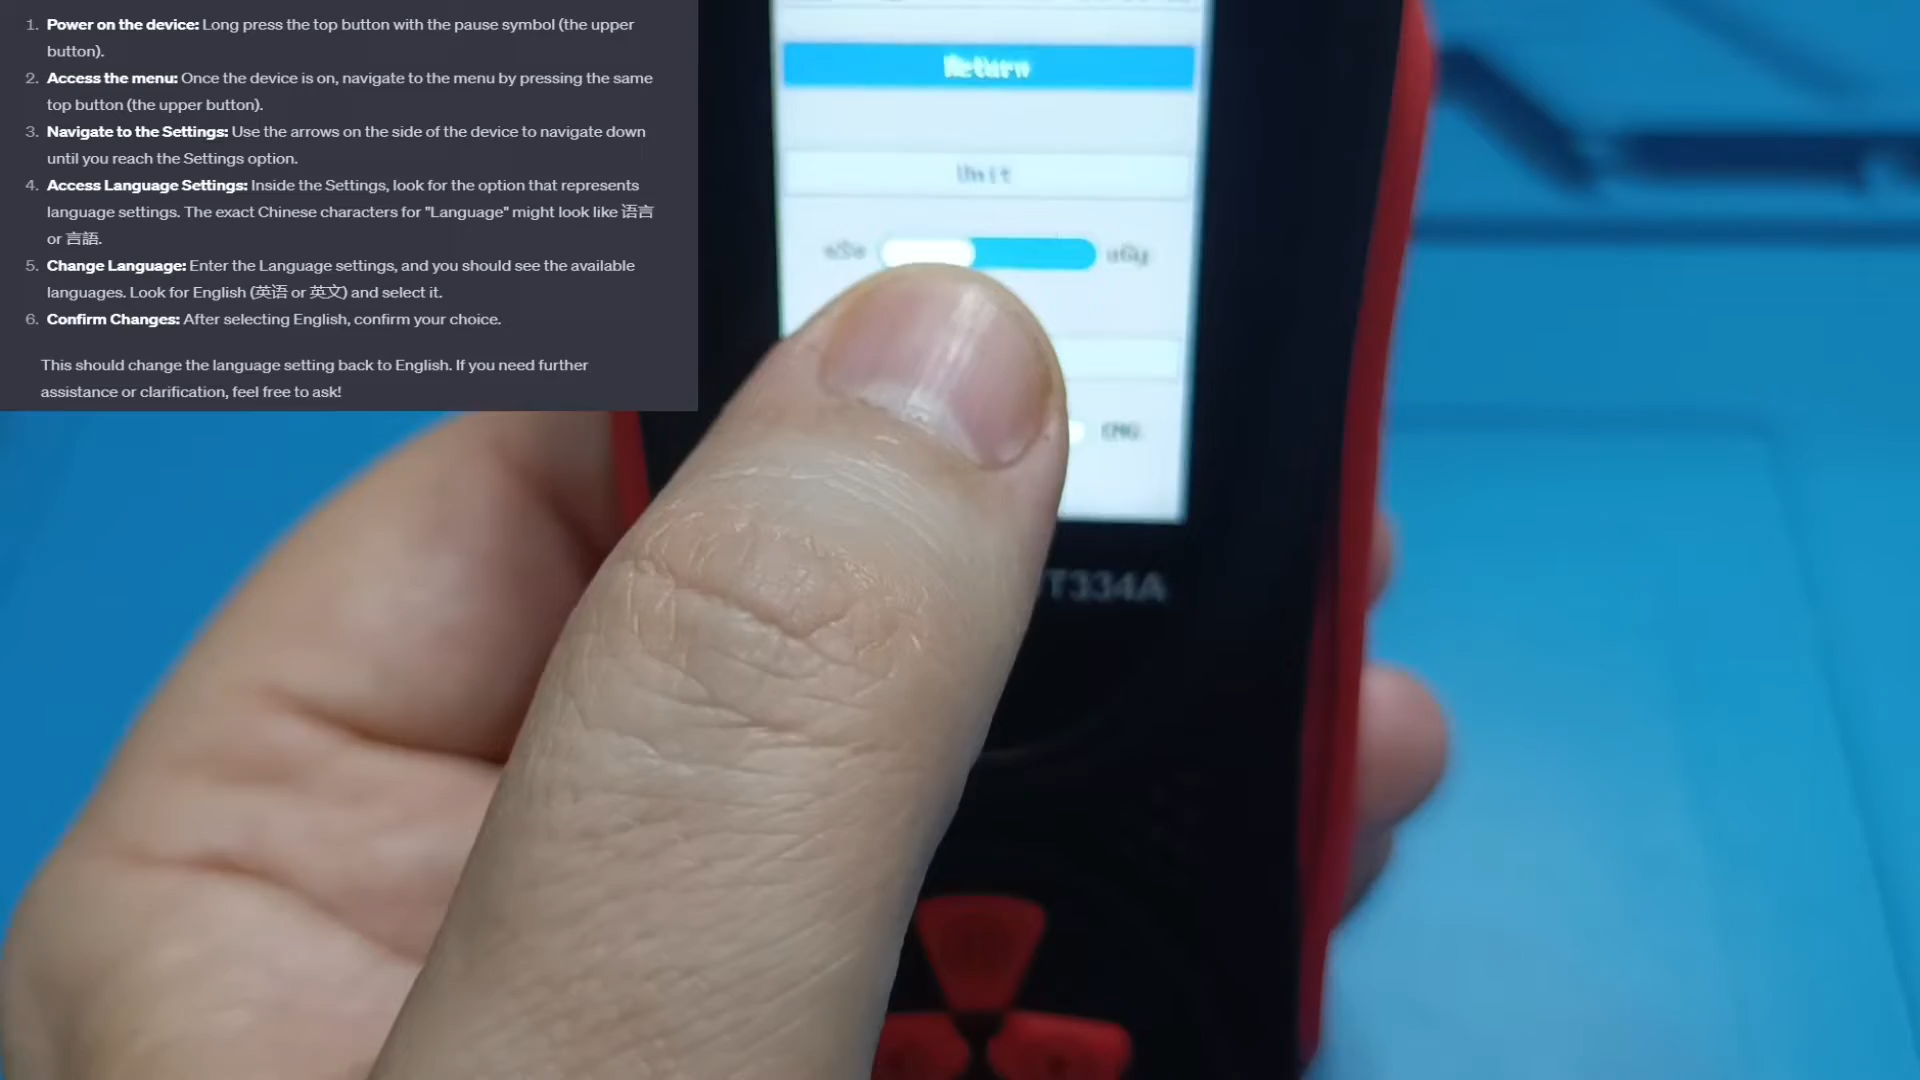 1. Power on the device: Long press the top button with the pause symbol (the upper
button).
2. Access the menu: Once the device is on, navigate to the menu by pressing the same
top button (the upper button).
3. Navigate to the Settings: Use the arrows on the side of the device to navigate down
until you reach the Settings option.
4. Access Language Settings: Inside the Settings, look for the option that represents
language settings. The exact Chinese characters for "Language" might look like 语言
or 言語.
5. Change Language: Enter the Language settings, and you should see the available
languages. Look for English (英语 or 英文) and select it.
6. Confirm Changes: After selecting English, confirm your choice.
This should change the language setting back to English. If you need further
assistance or clarification, feel free to ask!
Return
Unit
uSv uGy
ENG
T334A